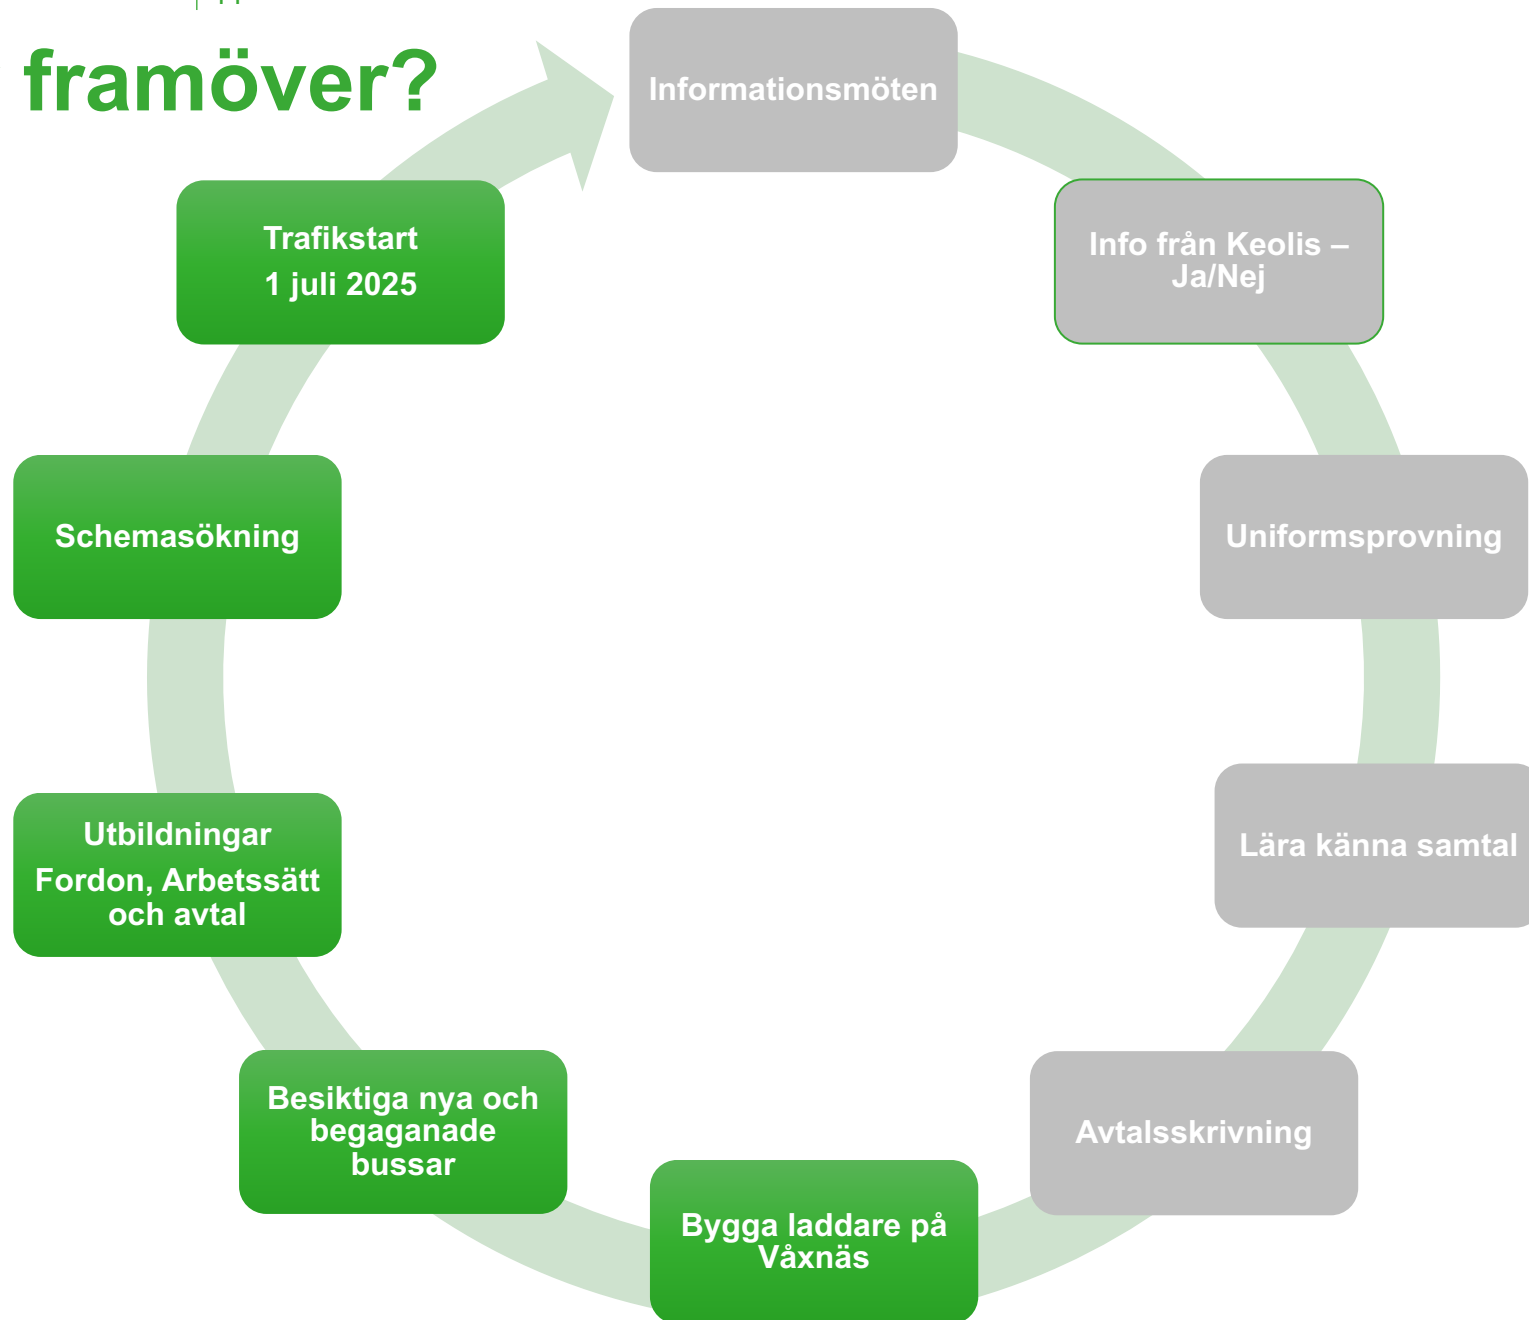 framöver?
Informationsmöten
Info från Keolis –
Ja/Nej
Uniformsprovning
Lära känna samtal
Avtalsskrivning
Bygga laddare på
Våxnäs
Besiktiga nya och
begaganade
bussar
Utbildningar
Fordon, Arbetssätt
och avtal
Schemasökning
Trafikstart
1 juli 2025